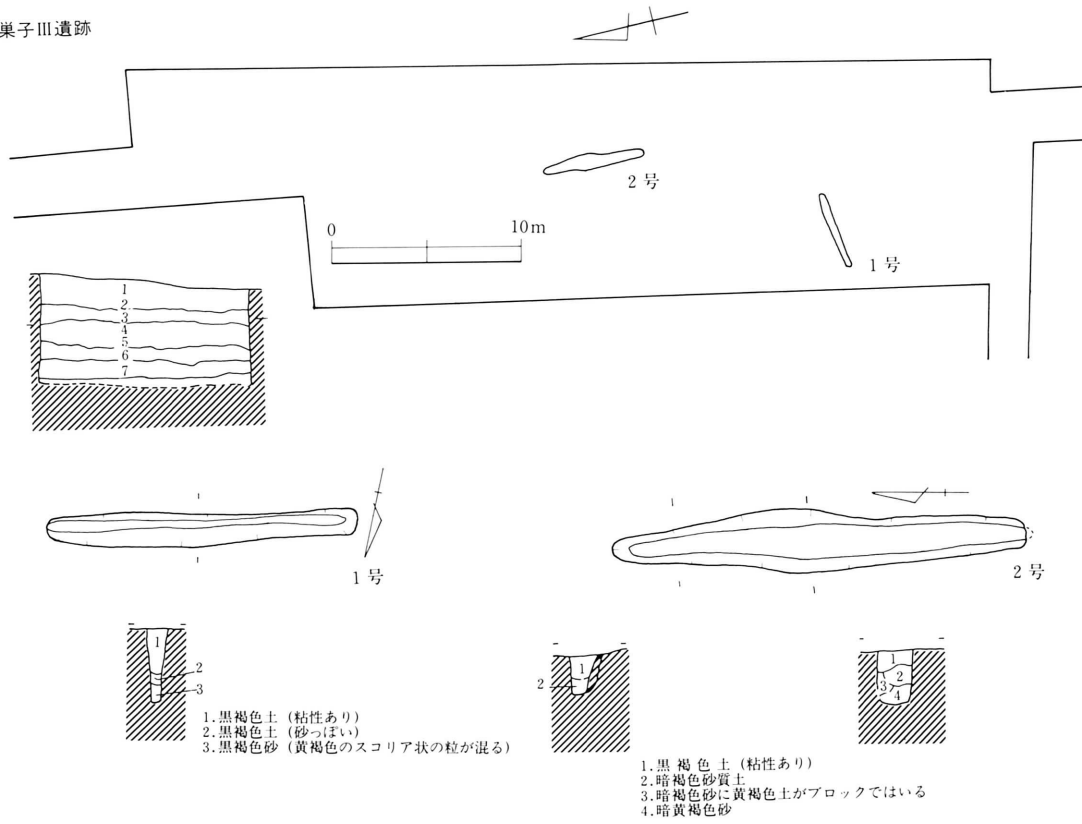 巣子III遺跡
2号
0 10m
1号
1
2
3
4
5
6
7
1号
2号
1
2
3
1.黒褐色土 (粘性あり)
2.黒褐色土 (砂っぽい)
3.黒褐色砂 (黄褐色のスコリア状の粒が混る)
1
2
1
2
3
4
1.黒褐色土 (粘性あり)
2.暗褐色砂質土
3.暗褐色砂に黄褐色土がブロックではいる
4.暗黄褐色砂